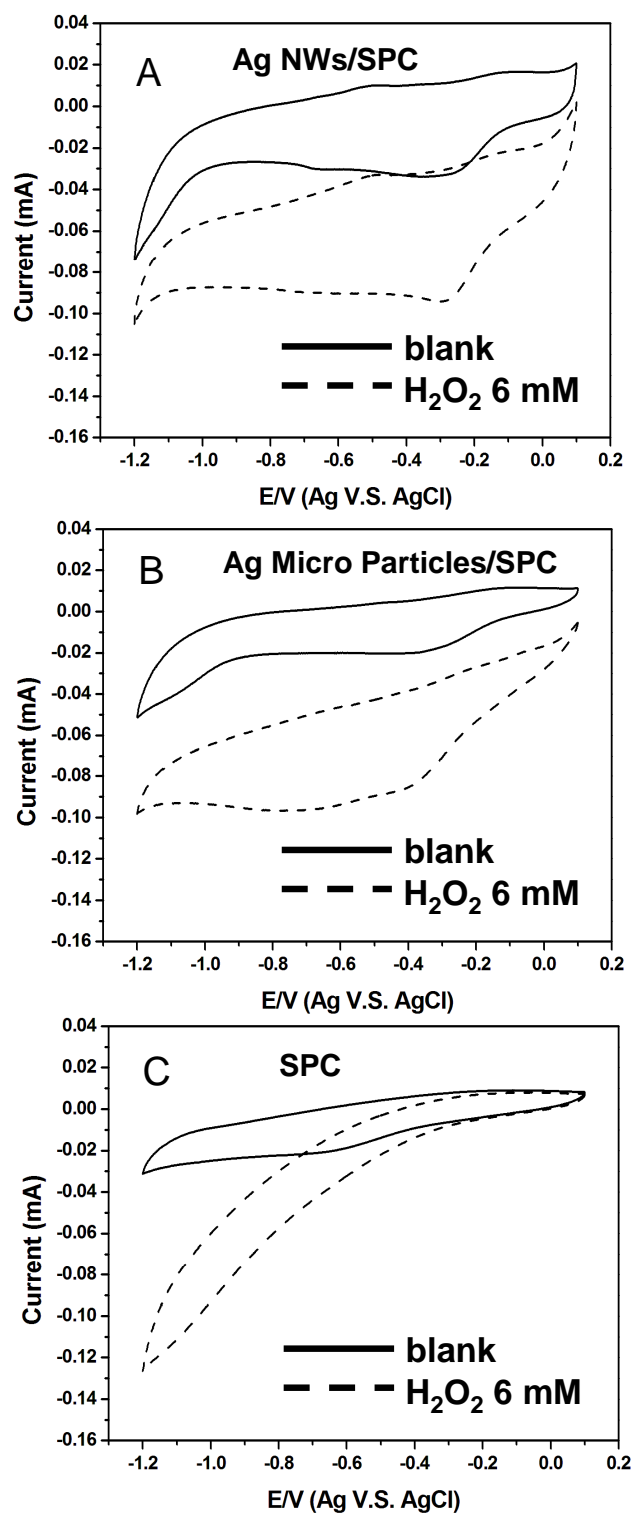 A
Ag NWs/SPC
0.04
0.02
0.00
-0.02
-0.04
-0.06
-0.08
-0.10
-0.12
-0.14
-0.16
Current (mA)
blank
H₂O₂ 6 mM
-1.2 -1.0 -0.8 -0.6 -0.4 -0.2 0.0 0.2
E/V (Ag V.S. AgCl)
B
Ag Micro Particles/SPC
0.04
0.02
0.00
-0.02
-0.04
-0.06
-0.08
-0.10
-0.12
-0.14
-0.16
Current (mA)
blank
H₂O₂ 6 mM
-1.2 -1.0 -0.8 -0.6 -0.4 -0.2 0.0 0.2
E/V (Ag V.S. AgCl)
C
SPC
0.04
0.02
0.00
-0.02
-0.04
-0.06
-0.08
-0.10
-0.12
-0.14
-0.16
Current (mA)
blank
H₂O₂ 6 mM
-1.2 -1.0 -0.8 -0.6 -0.4 -0.2 0.0 0.2
E/V (Ag V.S. AgCl)